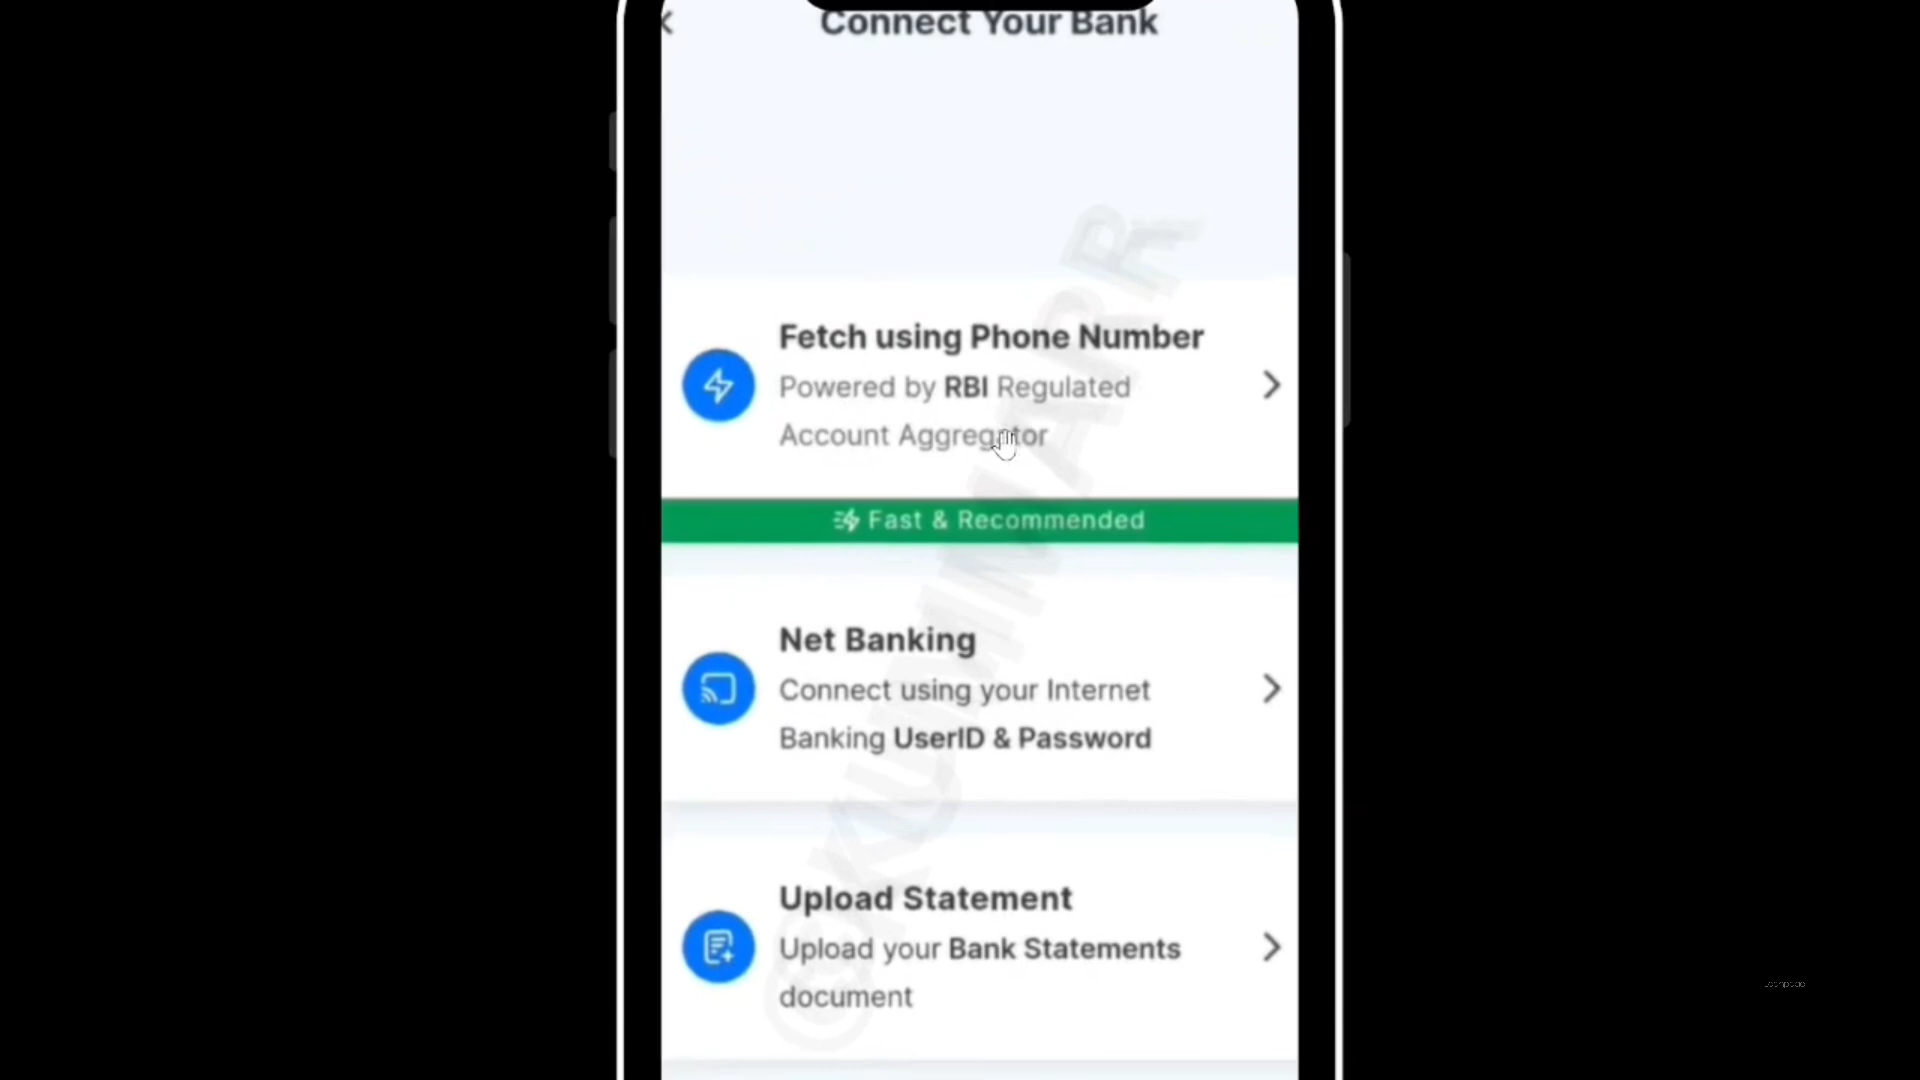 Connect Your Bank
Fetch using Phone Number
Powered by RBI Regulated
Account Aggregator
Fast & Recommended
Net Banking
Connect using your Internet
Banking UserID & Password
Upload Statement
Upload your Bank Statements
document